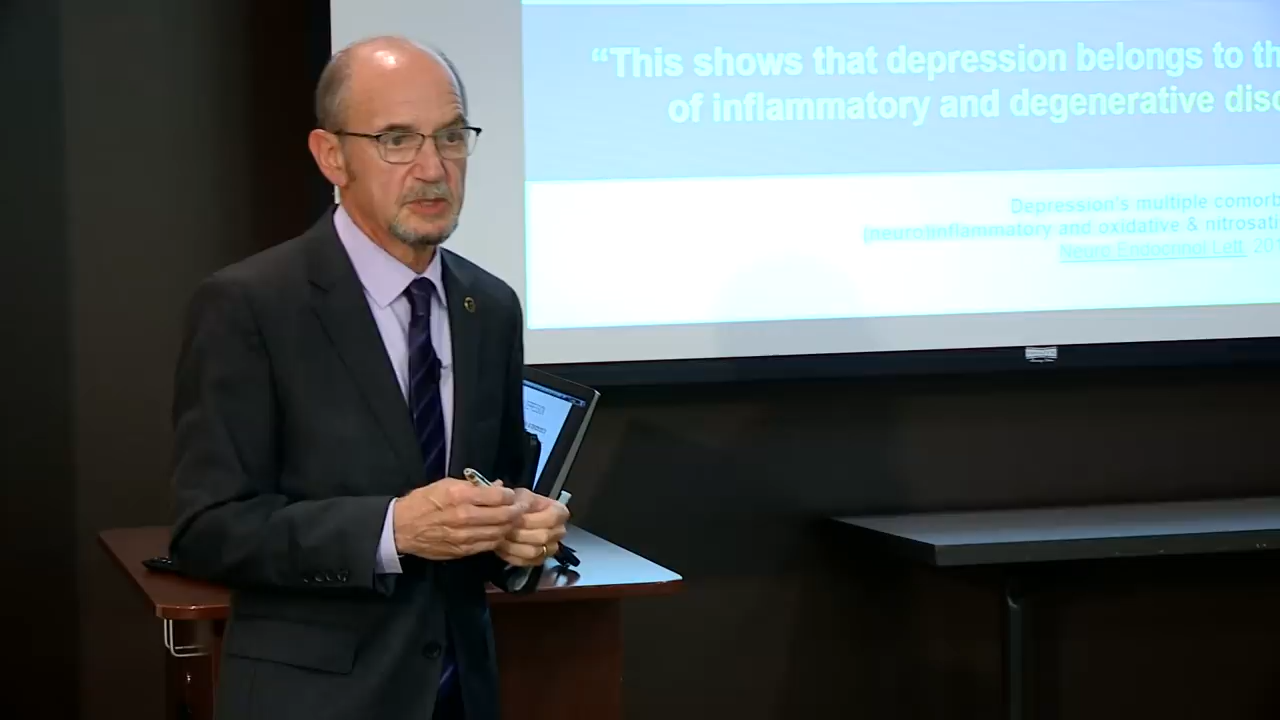 “This shows that depression belongs to th
of inflammatory and degenerative diso
Depression's multiple comorb
(neuro)inflammatory and oxidative & nitrosati
Neuro Endocrinol Lett. 20